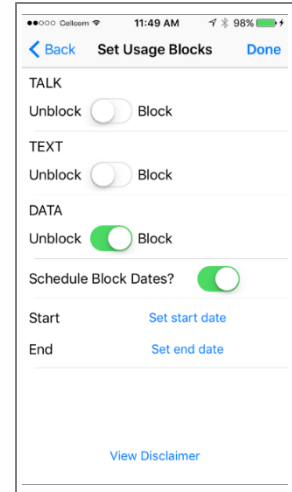 Cellcom 11:49 AM 98%
Back Set Usage Blocks Done
TALK
Unblock Block
TEXT
Unblock Block
DATA
Unblock Block
Schedule Block Dates?
Start Set start date
End Set end date
View Disclaimer